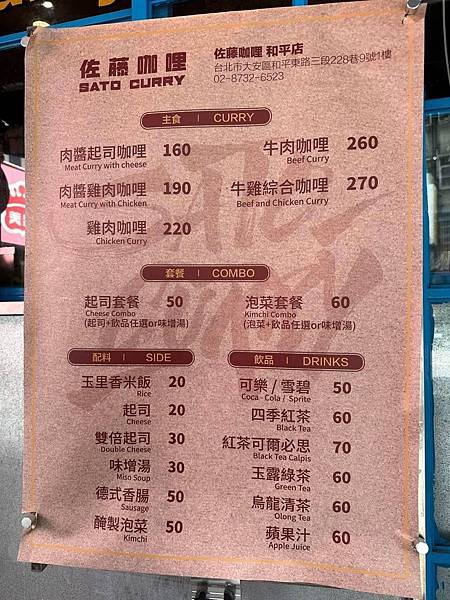 佐藤咖哩
SATO CURRY
佐藤咖哩 和平店
台北市大安區和平東路三段228巷9號1樓
02-8732-6523
主食 | CURRY
肉醬起司咖哩 160
Meat Curry with cheese
肉醬雞肉咖哩 190
Meat Curry with Chicken
雞肉咖哩 220
Chicken Curry
牛肉咖哩 260
Beef Curry
牛雞綜合咖哩 270
Beef and Chicken Curry
套餐 | COMBO
起司套餐 50
Cheese Combo
(起司+飲品任選or味增湯)
泡菜套餐 60
Kimchi Combo
(泡菜+飲品任選or味增湯)
配料 | SIDE
玉里香米飯 20
Rice
起司 20
Cheese
雙倍起司 30
Double Cheese
味增湯 30
Miso Soup
德式香腸 50
Sausage
醃製泡菜 50
Kimchi
飲品 | DRINKS
可樂 / 雪碧 50
Coca - Cola / Sprite
四季紅茶 60
Black Tea
紅茶可爾必思 70
Black Tea Calpis
玉露綠茶 60
Green Tea
烏龍清茶 60
Olong Tea
蘋果汁 60
Apple Juice